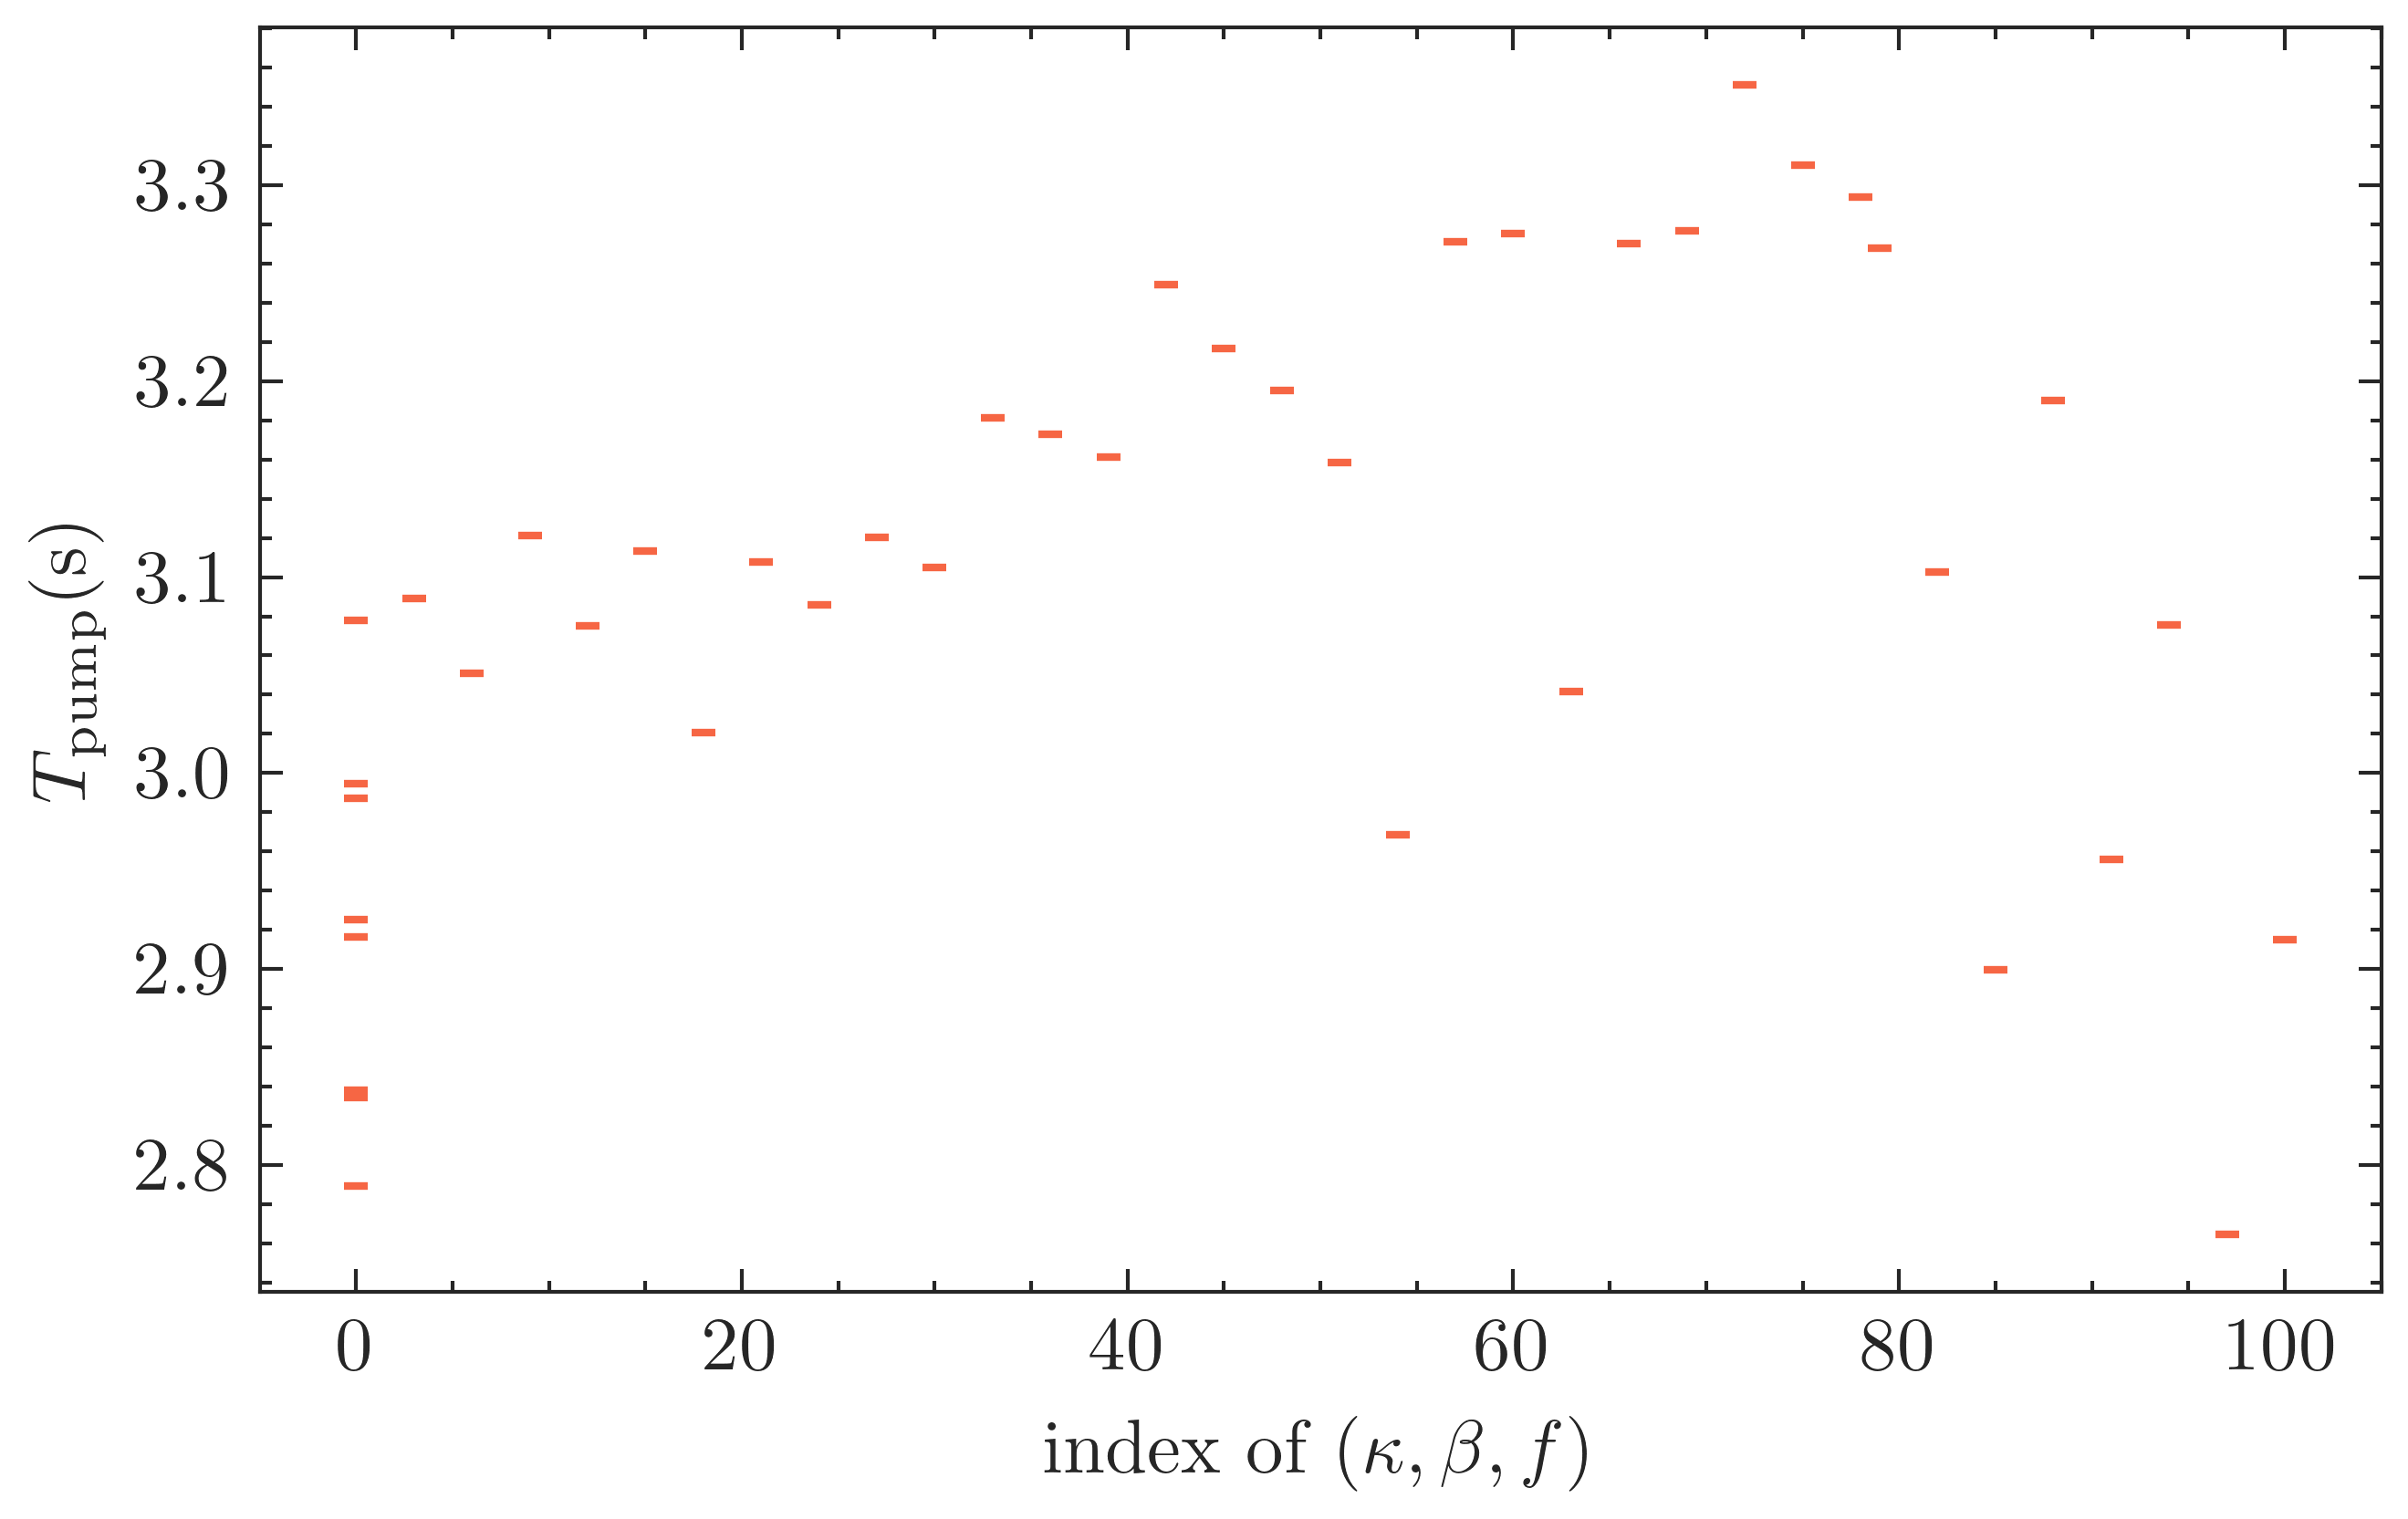 T_pump(s)
3.3
3.2
3.1
3.0
2.9
2.8
0 20 40 60 80 100
index of (κ, β, f)